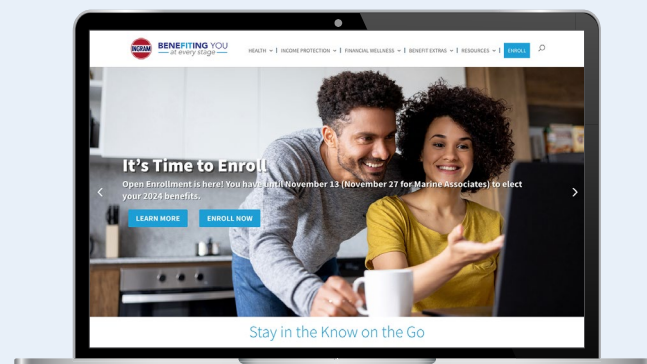 INGRAM
BENEFITING YOU
at every stage
HEALTH | INCOME PROTECTION | FINANCIAL WELLNESS | BENEFIT EXTRAS | RESOURCES | ENROLL
It's Time to Enroll
Open Enrollment is here! You have until November 13 (November 27 for Marine Associates) to elect
your 2024 benefits.
LEARN MORE ENROLL NOW
Stay in the Know on the Go